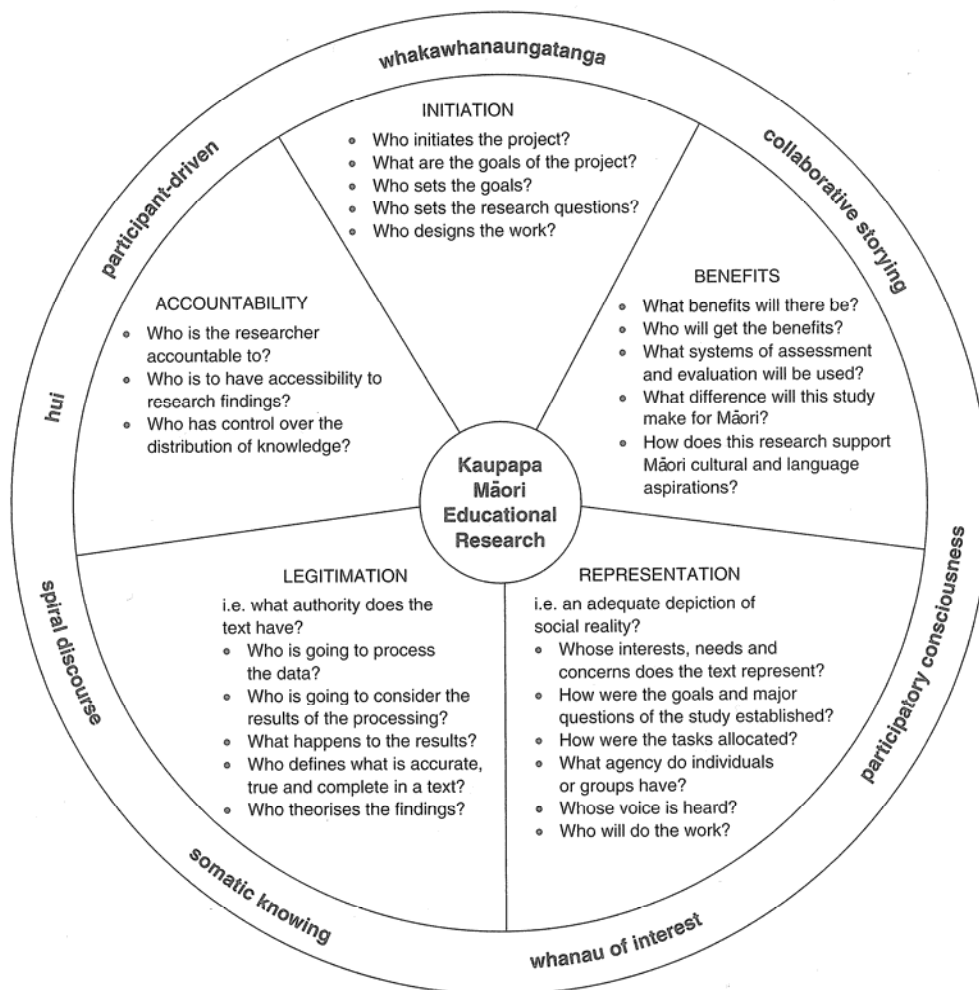 whakawhanaungatanga
collaborative storying
participatory consciousness
whanau of interest
somatic knowing
spiral discourse
hui
participant-driven
INITIATION
• Who initiates the project?
• What are the goals of the project?
• Who sets the goals?
• Who sets the research questions?
• Who designs the work?
BENEFITS
• What benefits will there be?
• Who will get the benefits?
• What systems of assessment
and evaluation will be used?
• What difference will this study
make for Māori?
• How does this research support
Māori cultural and language
aspirations?
REPRESENTATION
i.e. an adequate depiction of
social reality?
• Whose interests, needs and
concerns does the text represent?
• How were the goals and major
questions of the study established?
• How were the tasks allocated?
• What agency do individuals
or groups have?
• Whose voice is heard?
• Who will do the work?
LEGITIMATION
i.e. what authority does the
text have?
• Who is going to process
the data?
• Who is going to consider the
results of the processing?
• What happens to the results?
• Who defines what is accurate,
true and complete in a text?
• Who theorises the findings?
ACCOUNTABILITY
• Who is the researcher
accountable to?
• Who is to have accessibility to
research findings?
• Who has control over the
distribution of knowledge?
Kaupapa
Māori
Educational
Research